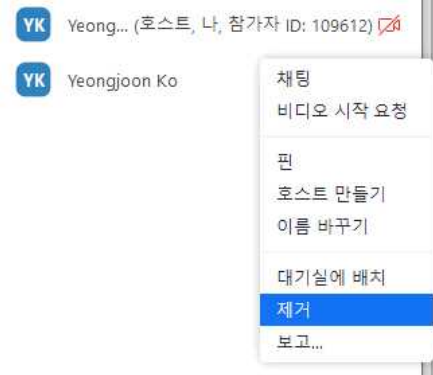 YK Yeong... (호스트, 나, 참가자 ID: 109612)
YK Yeongjoon Ko
채팅
비디오 시작 요청
핀
호스트 만들기
이름 바꾸기
대기실에 배치
제거
보고...